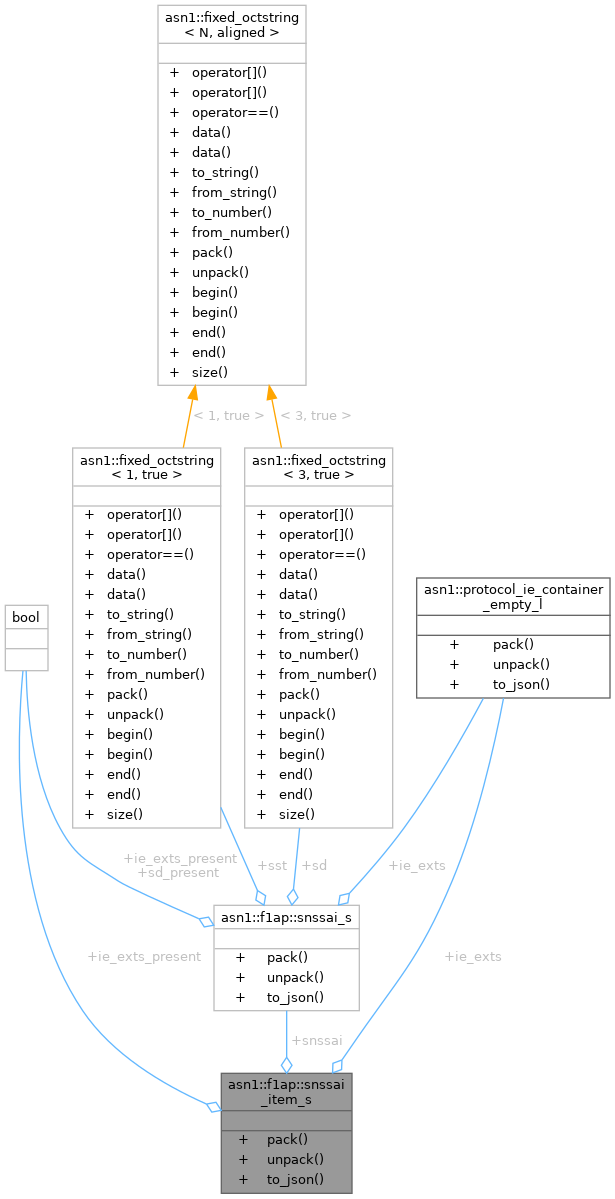 asn1::fixed_octstring
< N, aligned >
+ operator[]()
+ operator[]()
+ operator==()
+ data()
+ data()
+ to_string()
+ from_string()
+ to_number()
+ from_number()
+ pack()
+ unpack()
+ begin()
+ begin()
+ end()
+ end()
+ size()
< 1, true >
< 3, true >
asn1::fixed_octstring
< 1, true >
+ operator[]()
+ operator[]()
+ operator==()
+ data()
+ data()
+ to_string()
+ from_string()
+ to_number()
+ from_number()
+ pack()
+ unpack()
+ begin()
+ begin()
+ end()
+ end()
+ size()
asn1::fixed_octstring
< 3, true >
+ operator[]()
+ operator[]()
+ operator==()
+ data()
+ data()
+ to_string()
+ from_string()
+ to_number()
+ from_number()
+ pack()
+ unpack()
+ begin()
+ begin()
+ end()
+ end()
+ size()
asn1::protocol_ie_container
_empty_l
+ pack()
+ unpack()
+ to_json()
bool
+ie_exts_present
+sd_present
+sst
+sd
+ie_exts
asn1::f1ap::snssai_s
+ pack()
+ unpack()
+ to_json()
+ie_exts_present
+ie_exts
+snssai
asn1::f1ap::snssai
_item_s
+ pack()
+ unpack()
+ to_json()